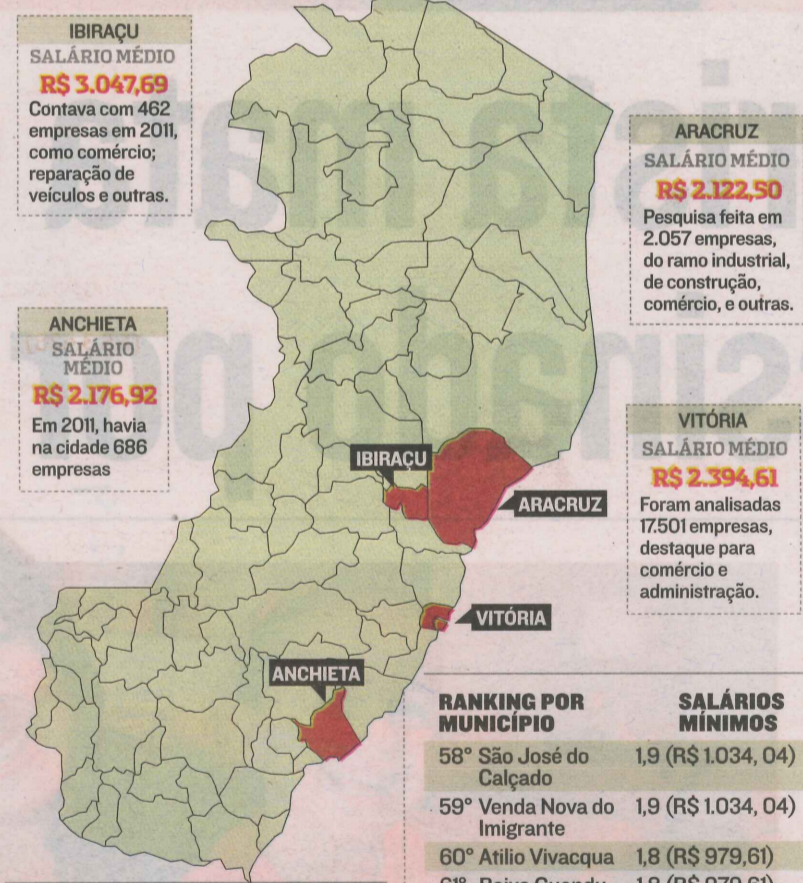 IBIRAÇU
SALÁRIO MÉDIO
R$ 3.047,69
Contava com 462
empresas em 2011,
como comércio;
reparação de
veículos e outras.
ARACRUZ
SALÁRIO MÉDIO
R$ 2.122,50
Pesquisa feita em
2.057 empresas,
do ramo industrial,
de construção,
comércio, e outras.
ANCHIETA
SALÁRIO
MÉDIO
R$ 2.176,92
Em 2011, havia
na cidade 686
empresas
VITÓRIA
SALÁRIO MÉDIO
R$ 2.394,61
Foram analisadas
17.501 empresas,
destaque para
comércio e
administração.
IBIRAÇU
ARACRUZ
VITÓRIA
ANCHIETA
RANKING POR MUNICÍPIO
SALÁRIOS MÍNIMOS
58º São José do Calçado 1,9 (R$ 1.034, 04)
59º Venda Nova do Imigrante 1,9 (R$ 1.034, 04)
60º Atilio Vivacqua 1,8 (R$ 979,61)